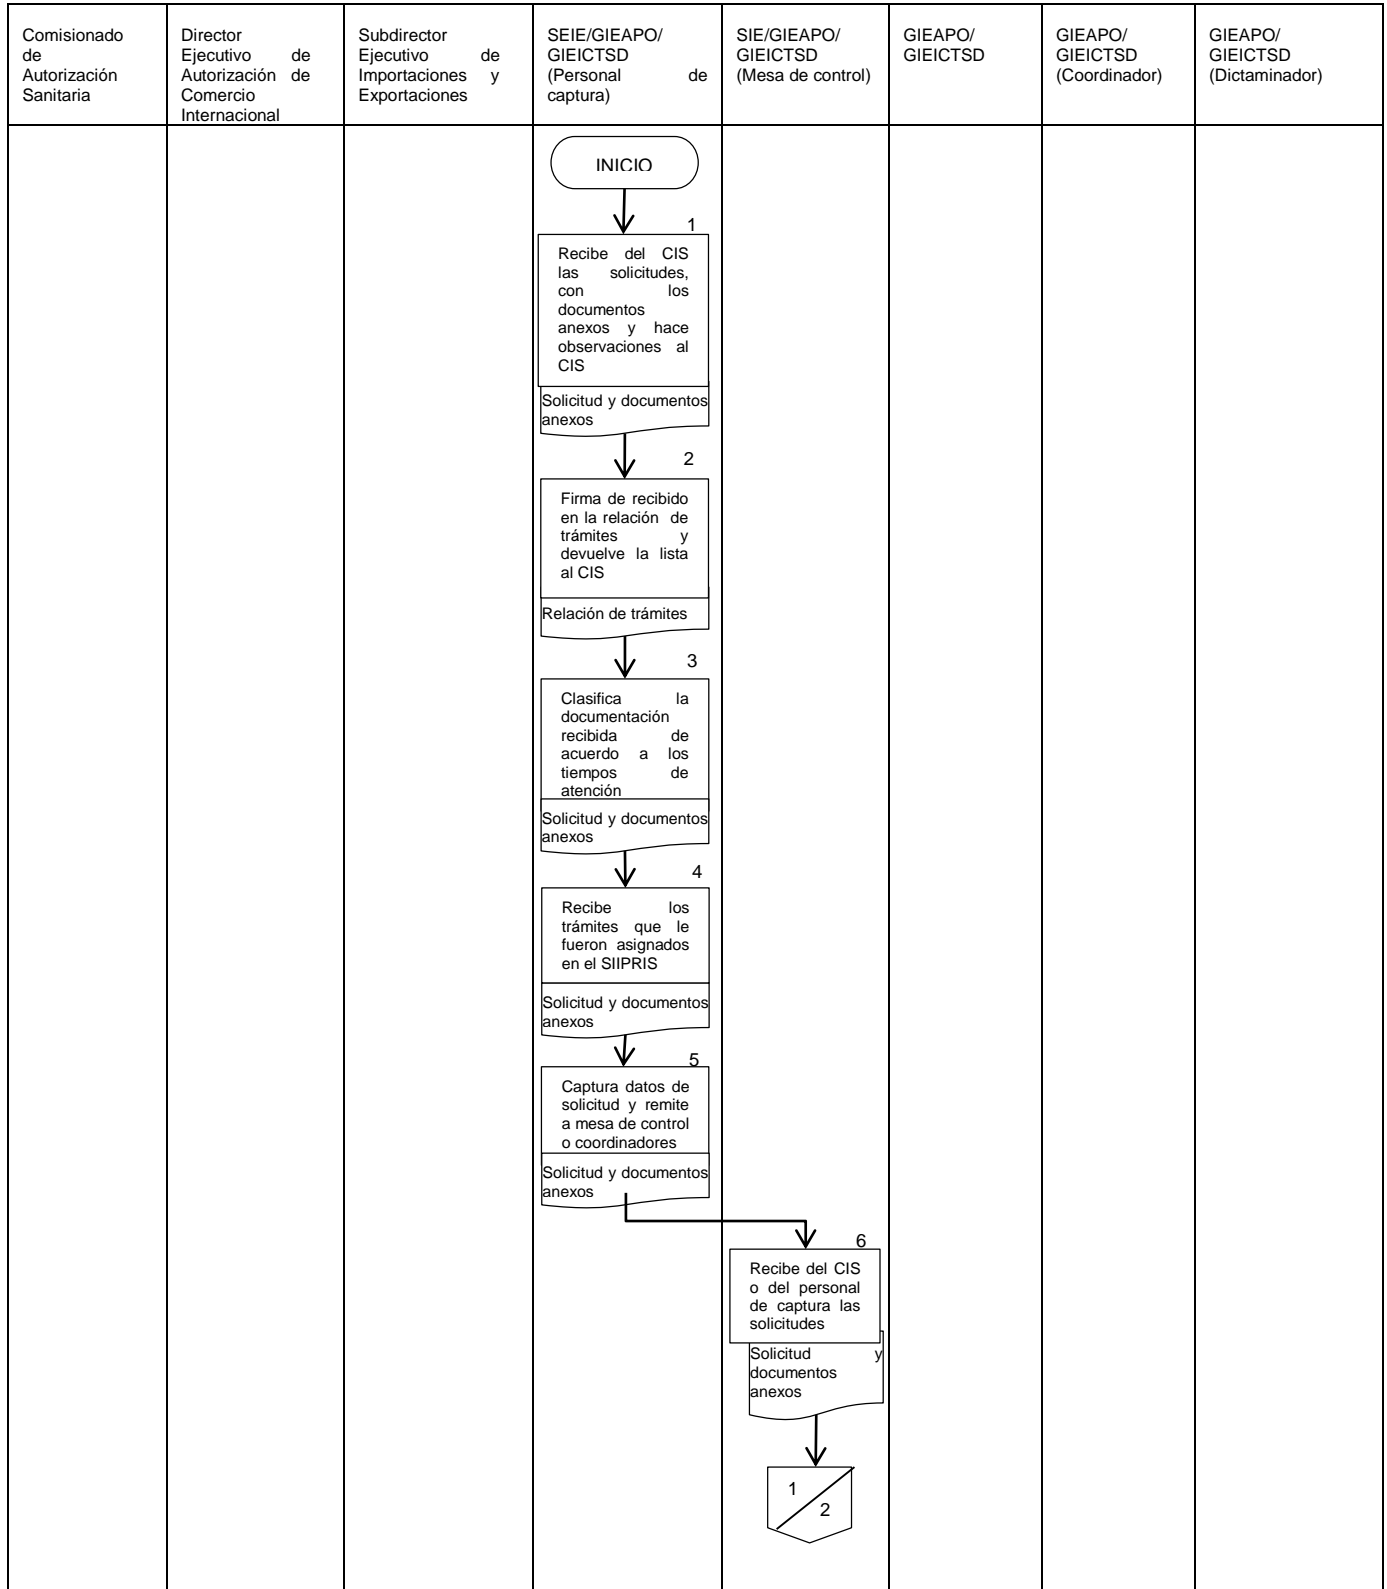 Comisionado
de
Autorización
Sanitaria
Director
Ejecutivo de
Autorización de
Comercio
Internacional
Subdirector
Ejecutivo de
Importaciones y
Exportaciones
SEIE/GIEAPO/
GIEICTSD
(Personal de
captura)
SIE/GIEAPO/
GIEICTSD
(Mesa de control)
GIEAPO/
GIEICTSD
GIEAPO/
GIEICTSD
(Coordinador)
GIEAPO/
GIEICTSD
(Dictaminador)
INICIO
1
Recibe del CIS
las solicitudes,
con los
documentos
anexos y hace
observaciones al
CIS
Solicitud y documentos
anexos
2
Firma de recibido
en la relación de
trámites y
devuelve la lista
al CIS
Relación de trámites
3
Clasifica la
documentación
recibida de
acuerdo a los
tiempos de
atención
Solicitud y documentos
anexos
4
Recibe los
trámites que le
fueron asignados
en el SIIPRIS
Solicitud y documentos
anexos
5
Captura datos de
solicitud y remite
a mesa de control
o coordinadores
Solicitud y documentos
anexos
6
Recibe del CIS
o del personal
de captura las
solicitudes
Solicitud y
documentos
anexos
1
2